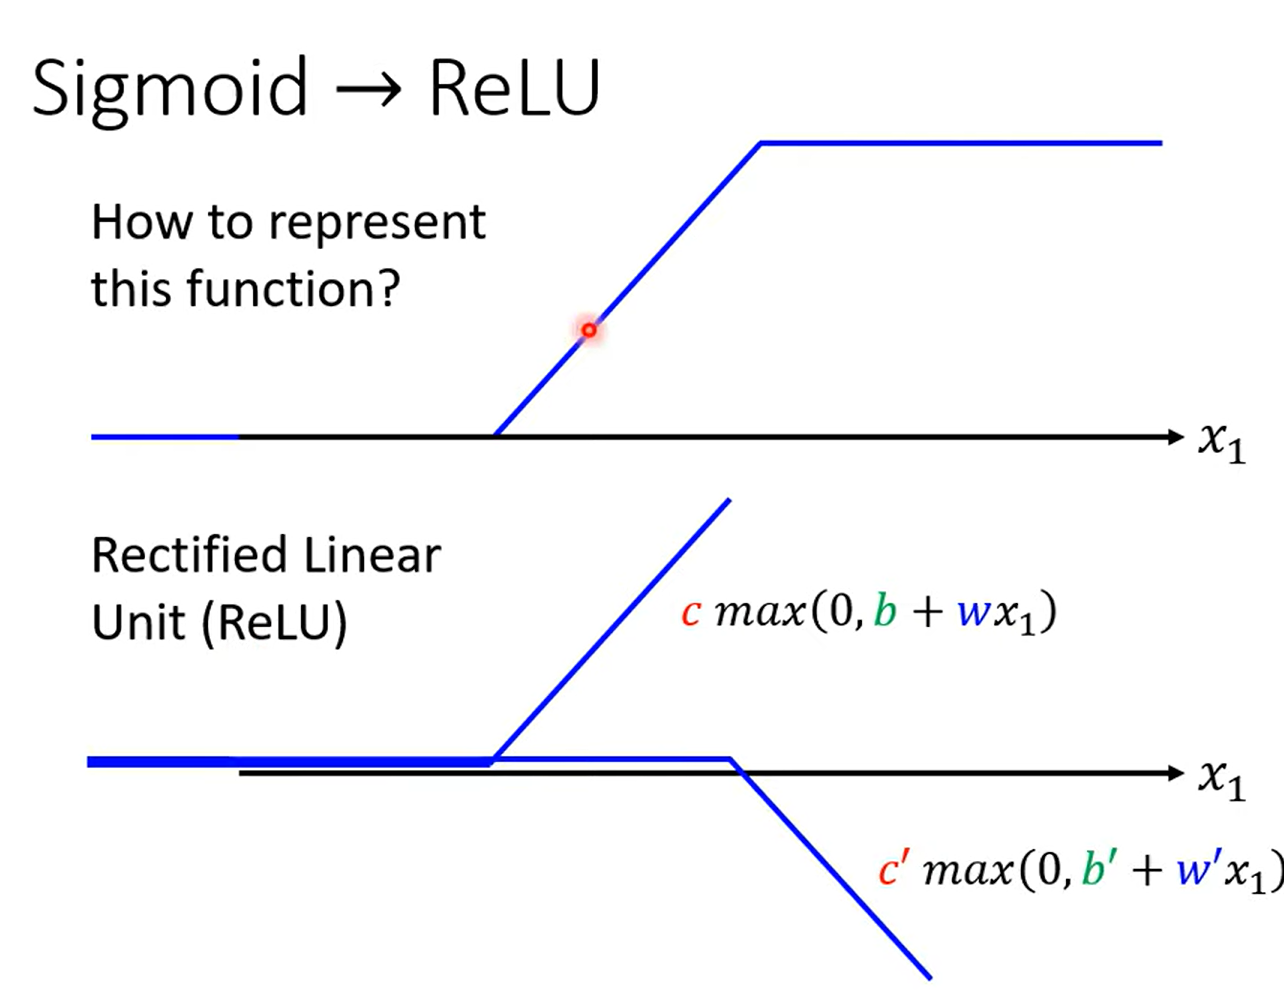 Sigmoid → ReLU
How to represent
this function?
x₁
Rectified Linear
Unit (ReLU)
c max(0, b + wx₁)
x₁
c′ max(0, b′ + w′x₁)